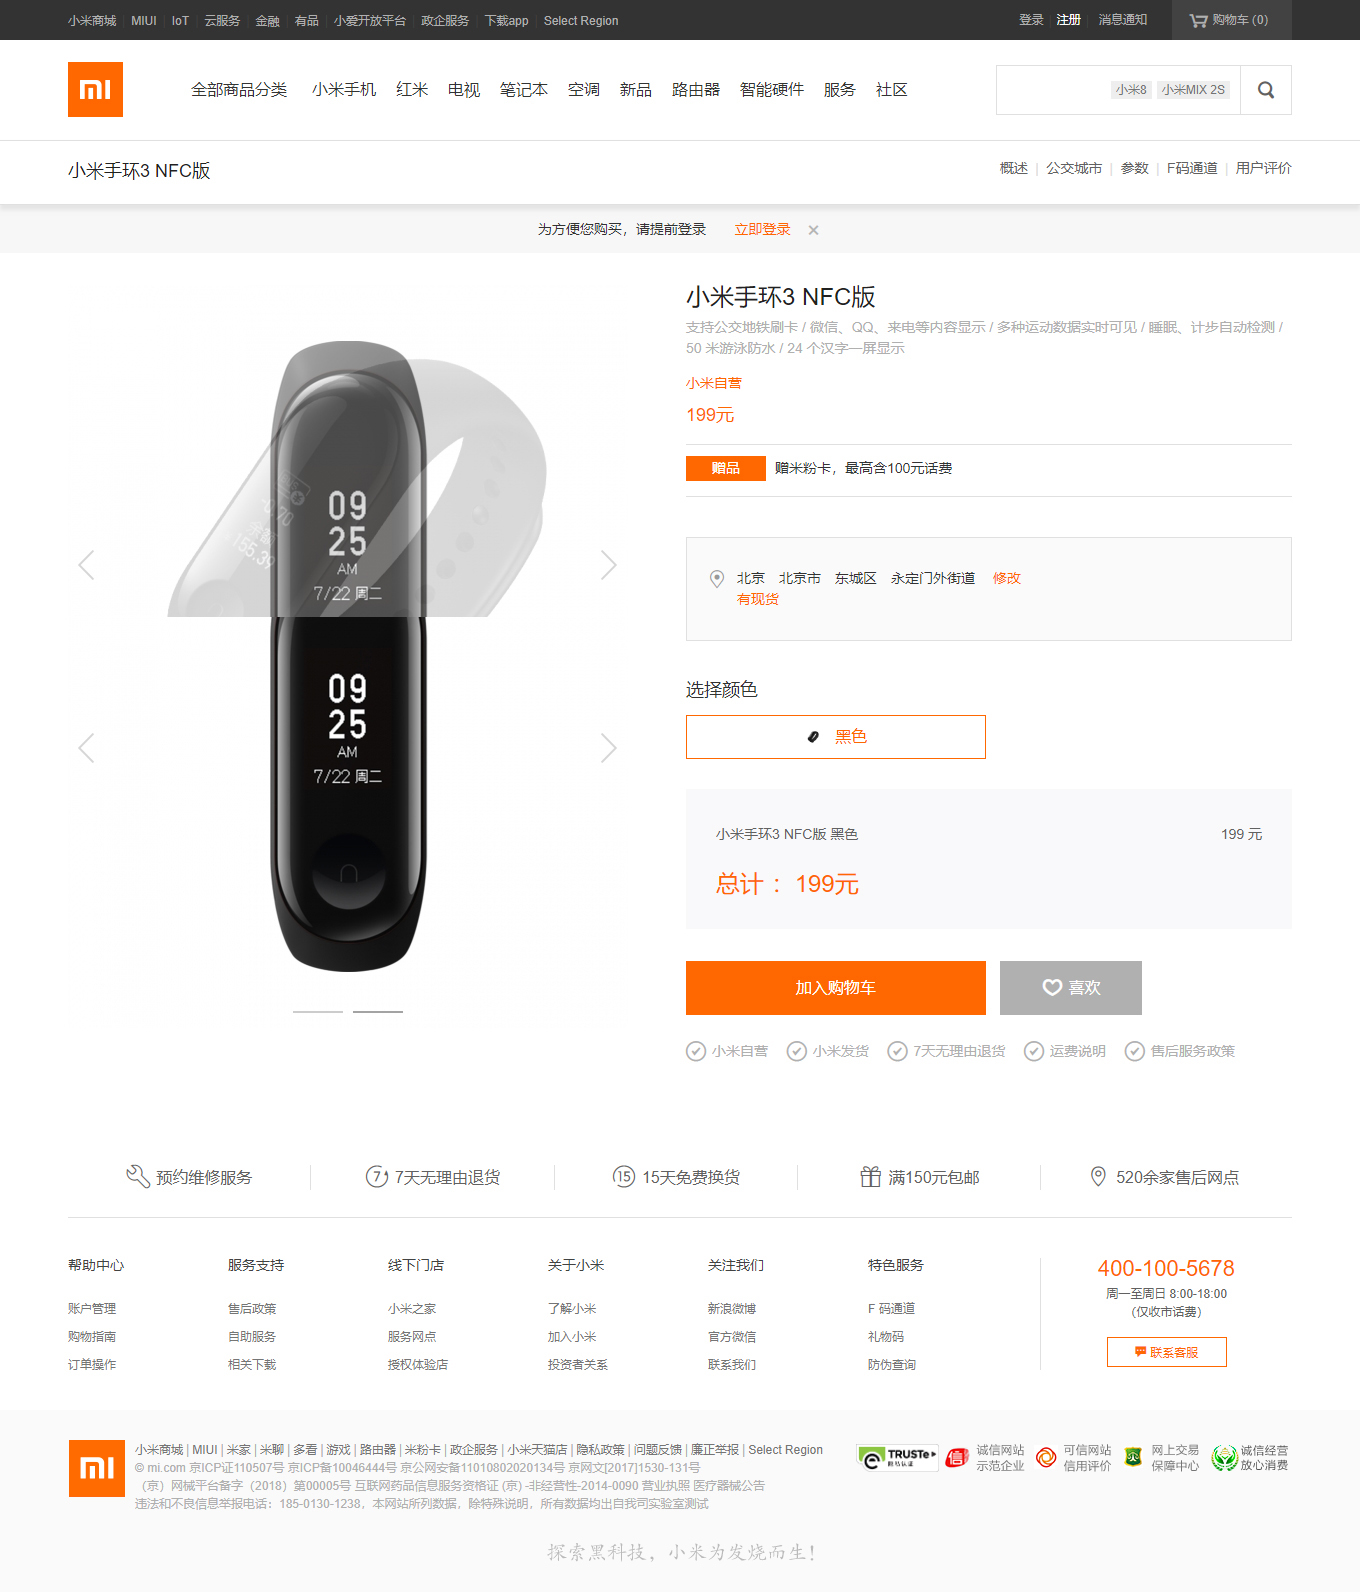 小米商城 | MIUI | IoT | 云服务 | 金融 | 有品 | 小爱开放平台 | 政企服务 | 下载app | Select Region
登录 | 注册 | 消息通知
购物车 (0)
mi
全部商品分类 小米手机 红米 电视 笔记本 空调 新品 路由器 智能硬件 服务 社区
小米8 小米MIX 2S
小米手环3 NFC版
概述 | 公交城市 | 参数 | F码通道 | 用户评价
为方便您购买，请提前登录 立即登录 ×
小米手环3 NFC版
支持公交地铁刷卡 / 微信、QQ、来电等内容显示 / 多种运动数据实时可见 / 睡眠、计步自动检测 /
50 米游泳防水 / 24 个汉字一屏显示
小米自营
199元
赠品 赠米粉卡，最高含100元话费
-0.70
余额
155.39
09
25
AM
7/22 周二
09
25
AM
7/22 周二
北京 北京市 东城区 永定门外街道 修改
有现货
选择颜色
黑色
小米手环3 NFC版 黑色 199 元
总计 ：199元
加入购物车
喜欢
小米自营 小米发货 7天无理由退货 运费说明 售后服务政策
预约维修服务
7 7天无理由退货
15 15天免费换货
满150元包邮
520余家售后网点
帮助中心 服务支持 线下门店 关于小米 关注我们 特色服务
账户管理 售后政策 小米之家 了解小米 新浪微博 F 码通道
购物指南 自助服务 服务网点 加入小米 官方微信 礼物码
订单操作 相关下载 授权体验店 投资者关系 联系我们 防伪查询
400-100-5678
周一至周日 8:00-18:00
（仅收市话费）
联系客服
mi
小米商城 | MIUI | 米家 | 米聊 | 多看 | 游戏 | 路由器 | 米粉卡 | 政企服务 | 小米天猫店 | 隐私政策 | 问题反馈 | 廉正举报 | Select Region
© mi.com 京ICP证110507号 京ICP备10046444号 京公网安备11010802020134号 京网文[2017]1530-131号
（京）网械平台备字（2018）第00005号 互联网药品信息服务资格证 (京) -非经营性-2014-0090 营业执照 医疗器械公告
违法和不良信息举报电话：185-0130-1238，本网站所列数据，除特殊说明，所有数据均出自我司实验室测试
TRUSTe
信 诚信网站
示范企业
可信网站
信用评价
网上交易
保障中心
诚信经营
放心消费
探索黑科技，小米为发烧而生！